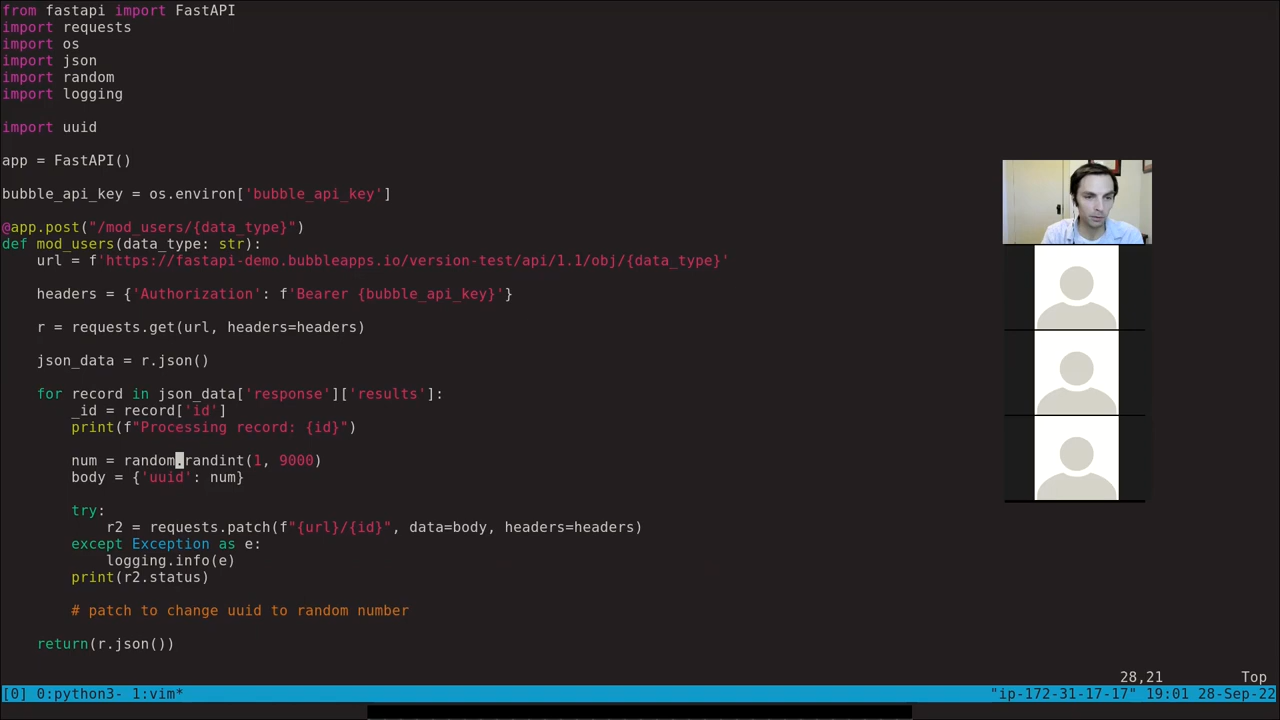 from fastapi import FastAPI
import requests
import os
import json
import random
import logging
import uuid
app = FastAPI()
bubble_api_key = os.environ['bubble_api_key']
@app.post("/mod_users/{data_type}")
def mod_users(data_type: str):
    url = f'https://fastapi-demo.bubbleapps.io/version-test/api/1.1/obj/{data_type}'
    headers = {'Authorization': f'Bearer {bubble_api_key}'}
    r = requests.get(url, headers=headers)
    json_data = r.json()
    for record in json_data['response']['results']:
        _id = record['id']
        print(f"Processing record: {id}")
        num = random.randint(1, 9000)
        body = {'uuid': num}
        try:
            r2 = requests.patch(f"{url}/{id}", data=body, headers=headers)
        except Exception as e:
            logging.info(e)
        print(r2.status)
        # patch to change uuid to random number
    return(r.json())
28,21 Top
[0] 0:python3- 1:vim* "ip-172-31-17-17" 19:01 28-Sep-22